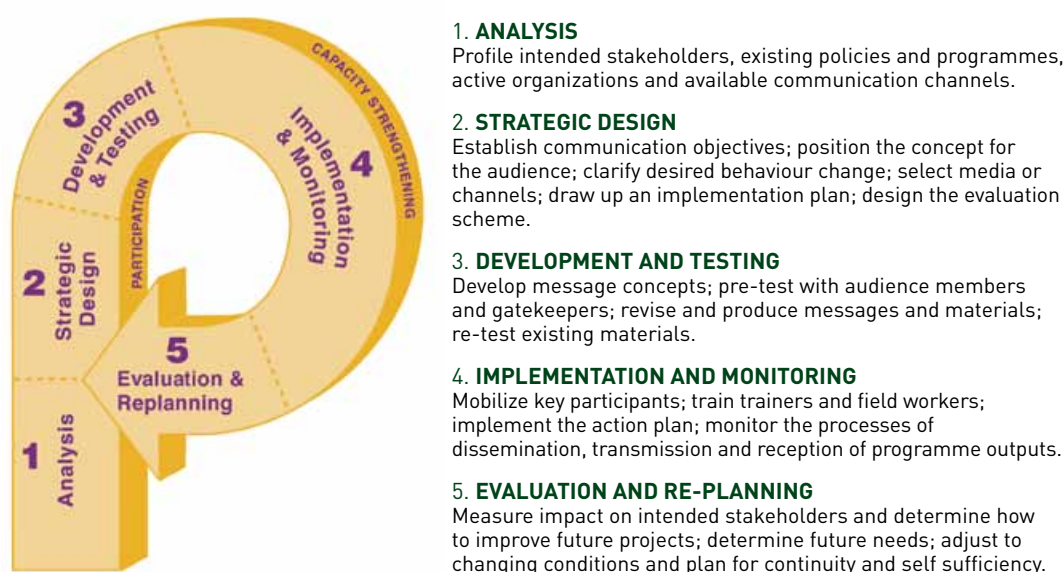 1
Analysis
2
Strategic
Design
3
Development
& Testing
4
Implementation
& Monitoring
5
Evaluation &
Replanning
PARTICIPATION
CAPACITY STRENGTHENING
1. ANALYSIS
Profile intended stakeholders, existing policies and programmes,
active organizations and available communication channels.
2. STRATEGIC DESIGN
Establish communication objectives; position the concept for
the audience; clarify desired behaviour change; select media or
channels; draw up an implementation plan; design the evaluation
scheme.
3. DEVELOPMENT AND TESTING
Develop message concepts; pre-test with audience members
and gatekeepers; revise and produce messages and materials;
re-test existing materials.
4. IMPLEMENTATION AND MONITORING
Mobilize key participants; train trainers and field workers;
implement the action plan; monitor the processes of
dissemination, transmission and reception of programme outputs.
5. EVALUATION AND RE-PLANNING
Measure impact on intended stakeholders and determine how
to improve future projects; determine future needs; adjust to
changing conditions and plan for continuity and self sufficiency.